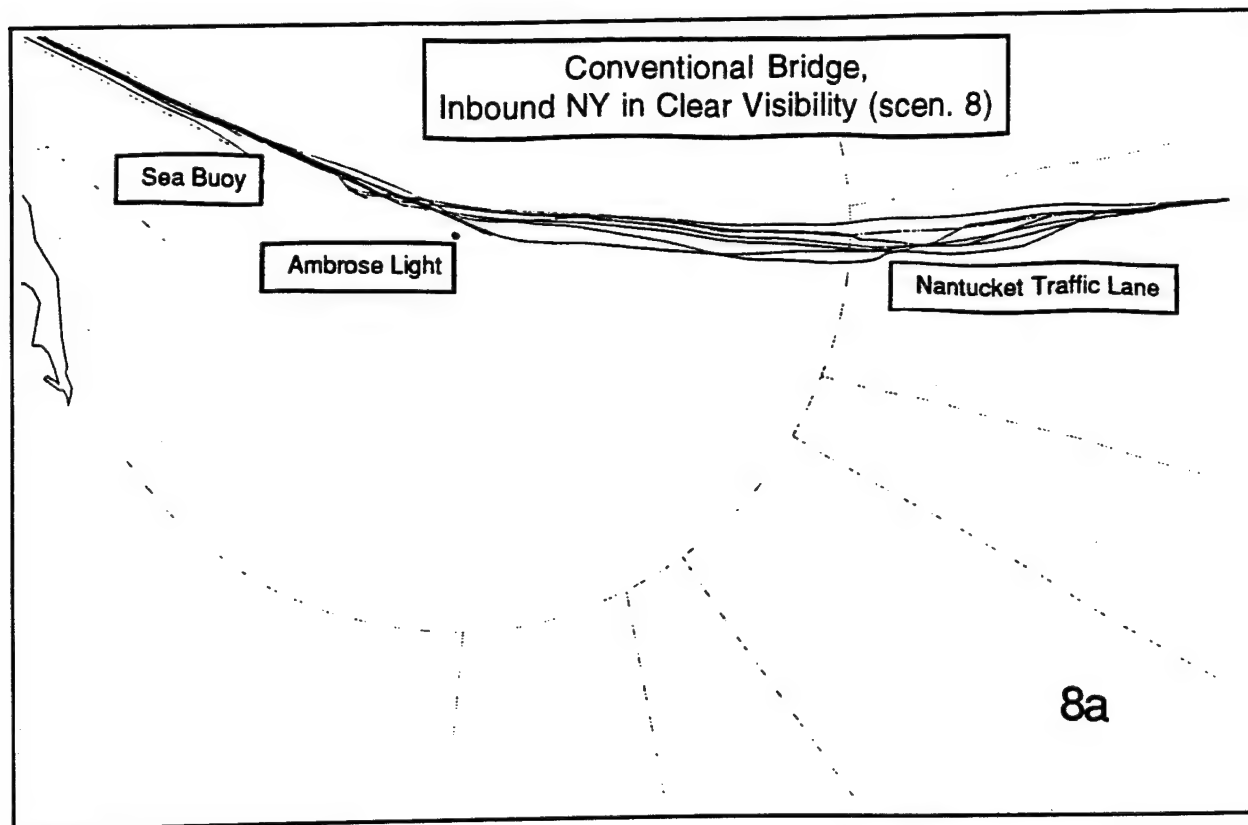 Conventional Bridge,
Inbound NY in Clear Visibility (scen. 8)
Sea Buoy
Ambrose Light
Nantucket Traffic Lane
8a